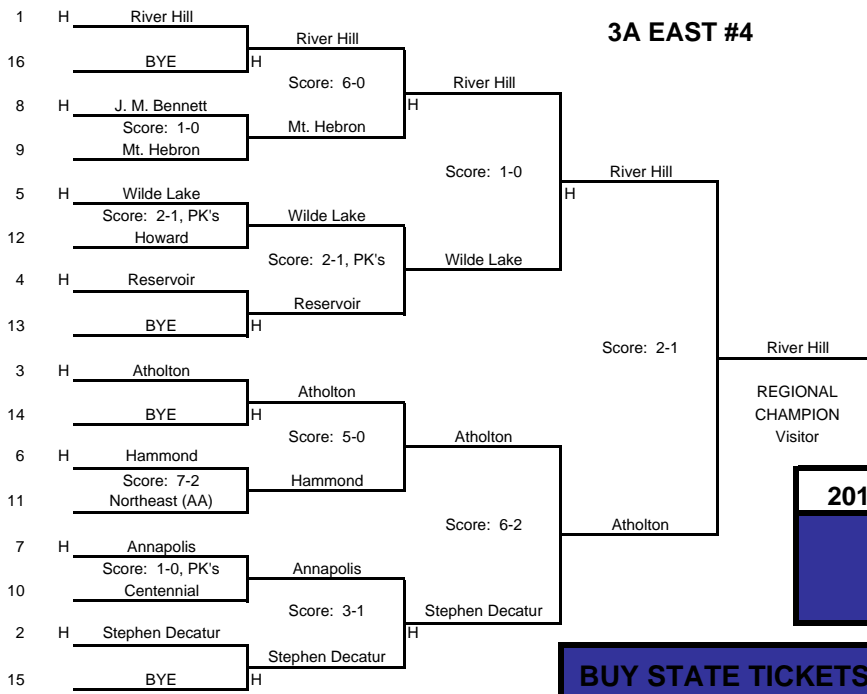 3A EAST #4
1 H River Hill
River Hill
16 BYE H
Score: 6-0
River Hill
8 H J. M. Bennett H
Score: 1-0 Mt. Hebron
9 Mt. Hebron
Score: 1-0
River Hill
5 H Wilde Lake H
Score: 2-1, PK's Wilde Lake
12 Howard
Score: 2-1, PK's Wilde Lake
4 H Reservoir
Reservoir
13 BYE H
Score: 2-1
River Hill
3 H Atholton
Atholton
REGIONAL
CHAMPION
Visitor
14 BYE H
Score: 5-0
Atholton
6 H Hammond
Score: 7-2 Hammond
11 Northeast (AA)
201
Score: 6-2
Atholton
7 H Annapolis
Score: 1-0, PK's Annapolis
10 Centennial
Score: 3-1
Stephen Decatur
2 H Stephen Decatur H
Stephen Decatur
15 BYE H
BUY STATE TICKETS